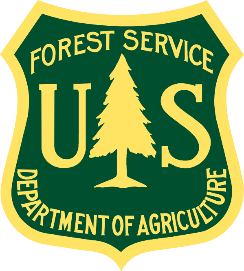 FOREST SERVICE
U S
DEPARTMENT OF AGRICULTURE